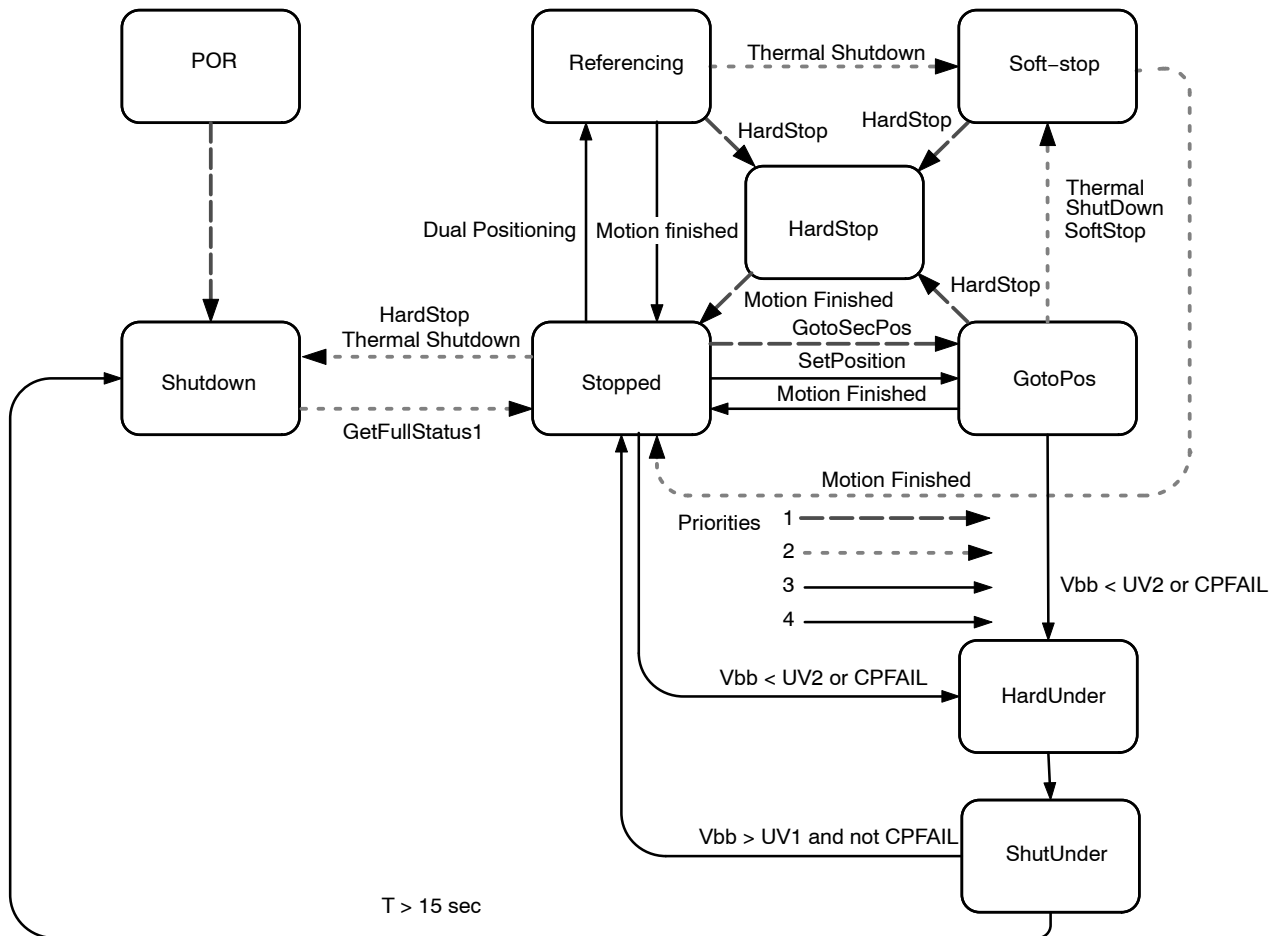 POR
Referencing
Thermal Shutdown
Soft−stop
HardStop
HardStop
Thermal
ShutDown
SoftStop
HardStop
Dual Positioning
Motion finished
HardStop
Motion Finished
HardStop
Thermal Shutdown
GotoSecPos
SetPosition
Motion Finished
Shutdown
Stopped
GotoPos
GetFullStatus1
Motion Finished
Priorities
1
2
3
4
Vbb < UV2 or CPFAIL
Vbb < UV2 or CPFAIL
HardUnder
Vbb > UV1 and not CPFAIL
ShutUnder
T > 15 sec